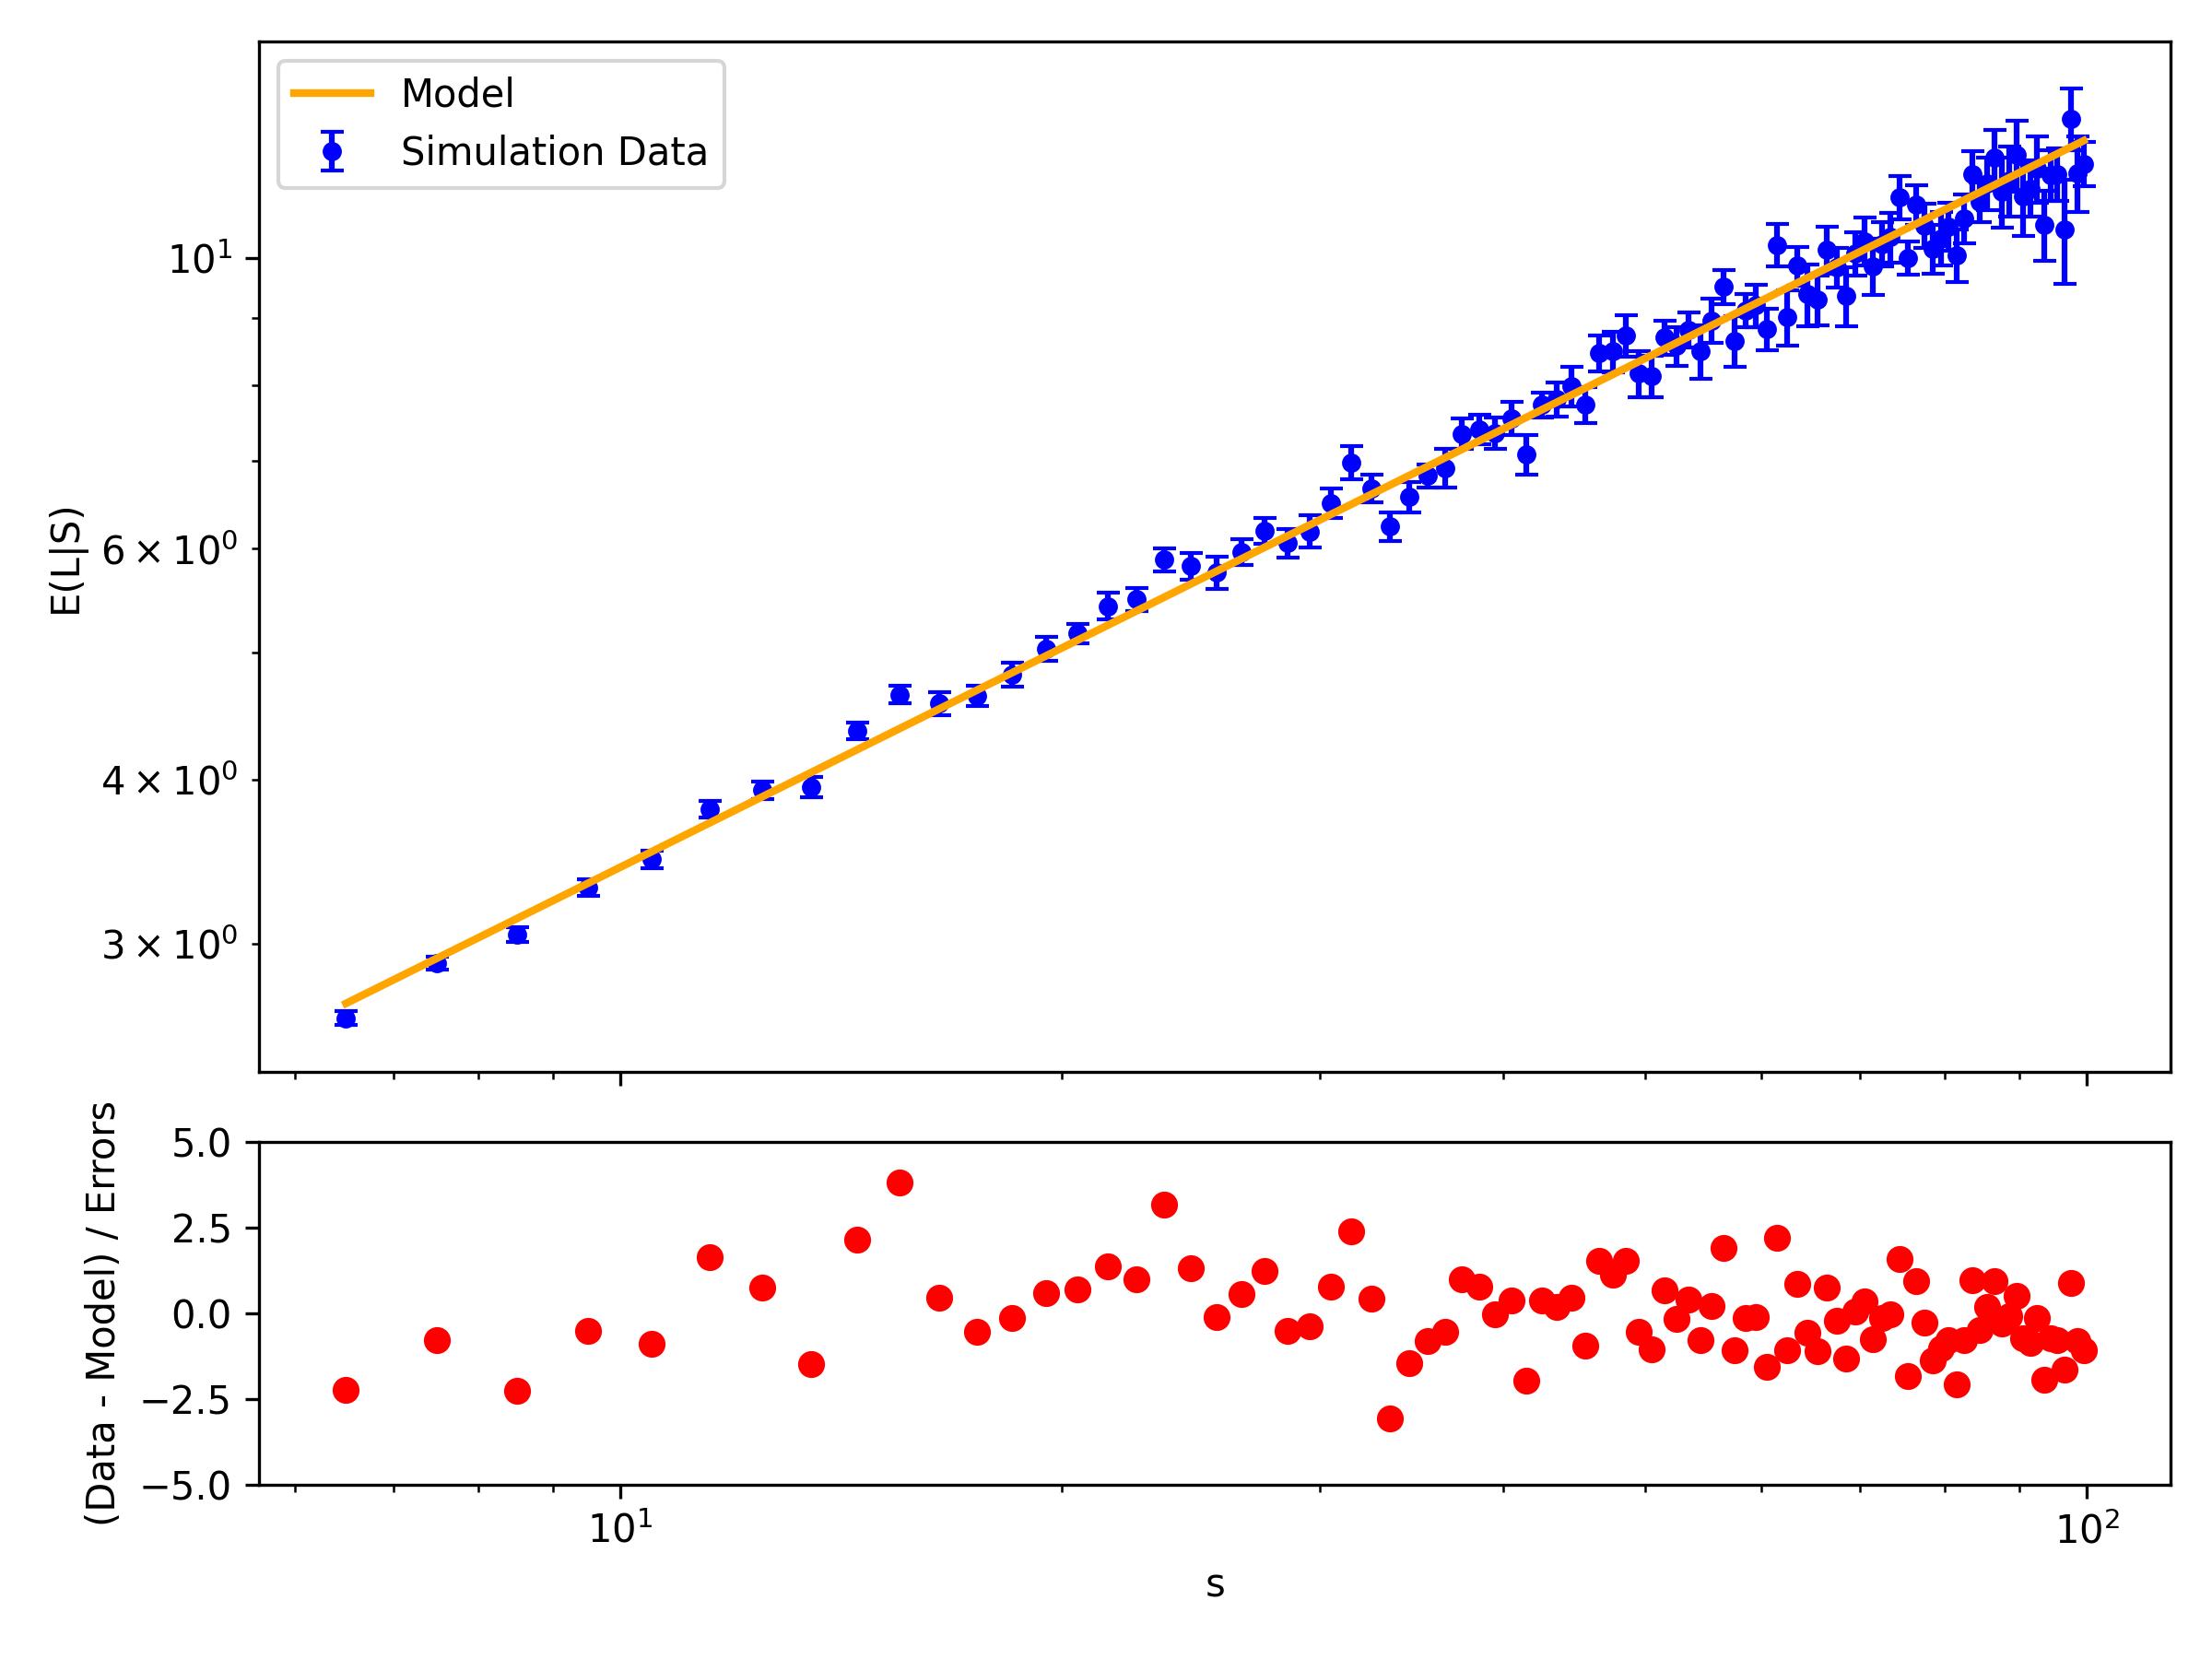 Model
Simulation Data
10¹
6 × 10⁰
4 × 10⁰
3 × 10⁰
E(L|S)
5.0
2.5
0.0
−2.5
−5.0
(Data - Model) / Errors
10¹
10²
s